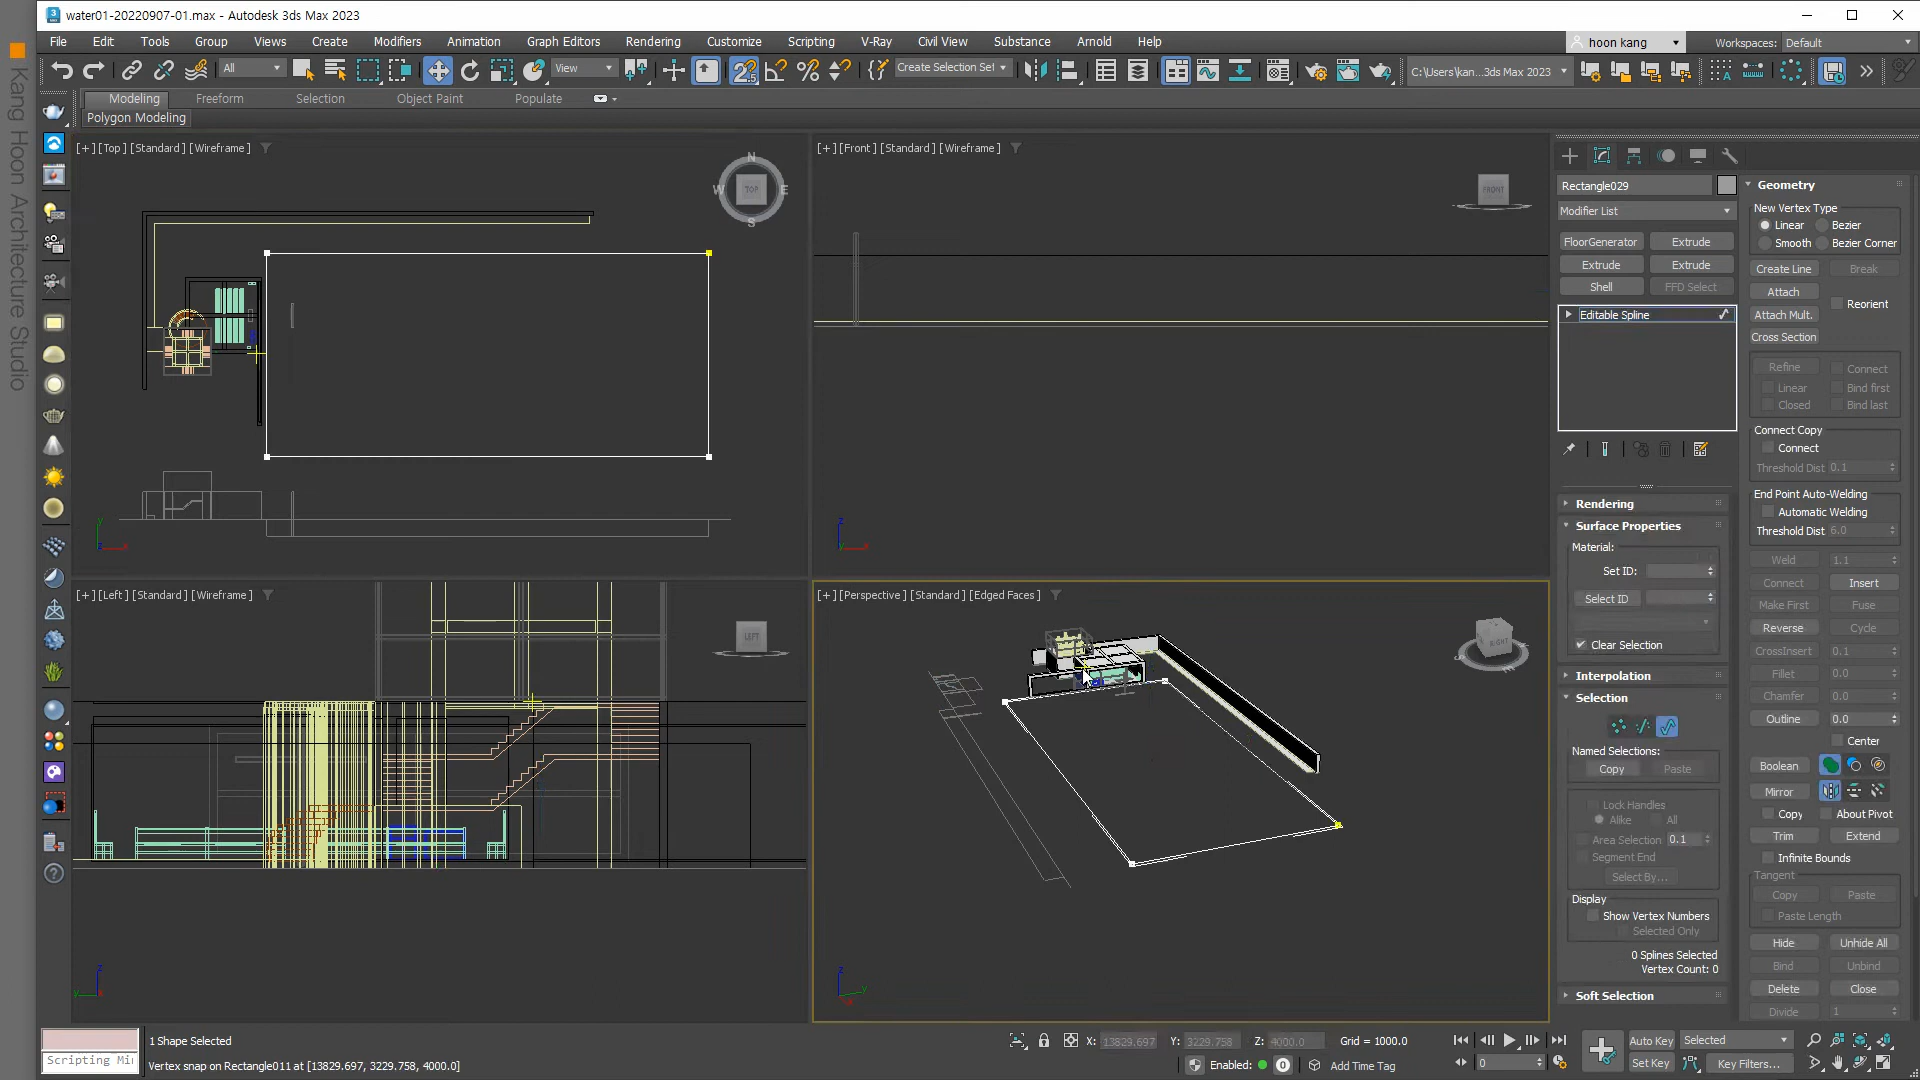 water01-20220907-01.max - Autodesk 3ds Max 2023
File Edit Tools Group Views Create Modifiers Animation Graph Editors Rendering Customize Scripting V-Ray Civil View Substance Arnold Help
hoon kang
Workspaces: Default
All
View
Create Selection Set
C:\Users\kan...3ds Max 2023
Modeling Freeform Selection Object Paint Populate
Polygon Modeling
Kang Hoon Architecture Studio
[+] [Top] [Standard] [Wireframe]
N
W TOP E
S
[+] [Front] [Standard] [Wireframe]
FRONT
[+] [Left] [Standard] [Wireframe]
LEFT
[+] [Perspective] [Standard] [Edged Faces]
RIGHT
Rectangle029
Modifier List
FloorGenerator Extrude
Extrude Extrude
Shell FFD Select
Editable Spline
Rendering
Surface Properties
Material:
Set ID:
Select ID
Clear Selection
Interpolation
Selection
Named Selections:
Copy Paste
Lock Handles
Alike All
Area Selection 0.1
Segment End
Select By...
Display
Show Vertex Numbers
Selected Only
0 Splines Selected
Vertex Count: 0
Soft Selection
Geometry
New Vertex Type
Linear Bezier
Smooth Bezier Corner
Create Line Break
Attach
Reorient
Attach Mult.
Cross Section
Refine Connect
Linear Bind first
Closed Bind last
Connect Copy
Connect
Threshold Dist 0.1
End Point Auto-Welding
Automatic Welding
Threshold Dist 6.0
Weld 1.1
Connect Insert
Make First Fuse
Reverse Cycle
CrossInsert 0.1
Fillet 0.0
Chamfer 0.0
Outline 0.0
Center
Boolean
Mirror
Copy About Pivot
Trim Extend
Infinite Bounds
Tangent
Copy Paste
Paste Length
Hide Unhide All
Bind Unbind
Delete Close
Divide 1
Scripting Mi
1 Shape Selected
Vertex snap on Rectangle011 at [13829.697, 3229.758, 4000.0]
X: 13829.697 Y: 3229.758 Z: 4000.0 Grid = 1000.0
Enabled: 0 Add Time Tag
0
Auto Key Selected
Set Key Key Filters...